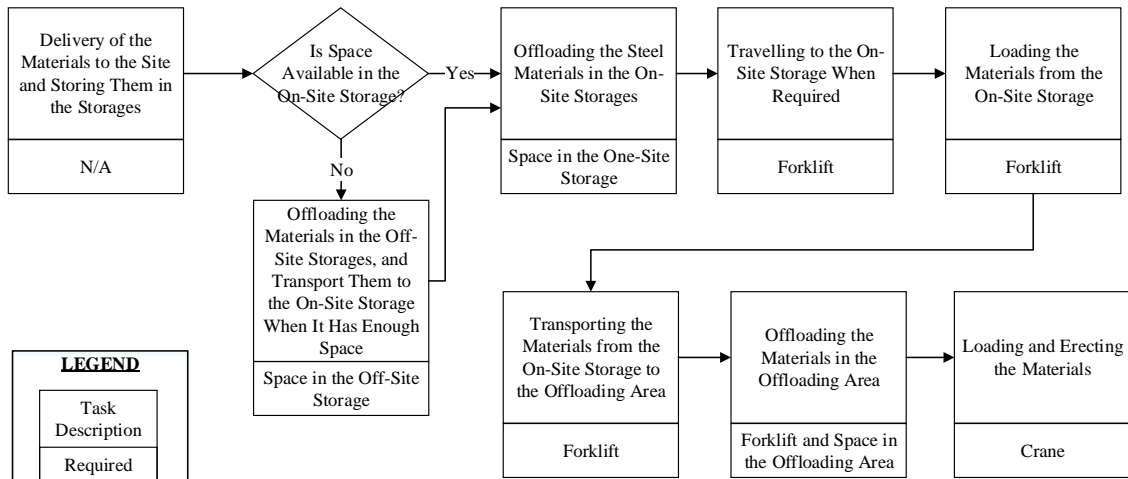 Delivery of the
Materials to the Site
and Storing Them in
the Storages
N/A
Is Space
Available in the
On-Site Storage?
Yes
No
Offloading the Steel
Materials in the On-
Site Storages
Space in the One-Site
Storage
Travelling to the On-
Site Storage When
Required
Forklift
Loading the
Materials from the
On-Site Storage
Forklift
Offloading the
Materials in the Off-
Site Storages, and
Transport Them to
the On-Site Storage
When It Has Enough
Space
Space in the Off-Site
Storage
Transporting the
Materials from the
On-Site Storage to
the Offloading Area
Forklift
Offloading the
Materials in the
Offloading Area
Forklift and Space in
the Offloading Area
Loading and Erecting
the Materials
Crane
LEGEND
Task
Description
Required